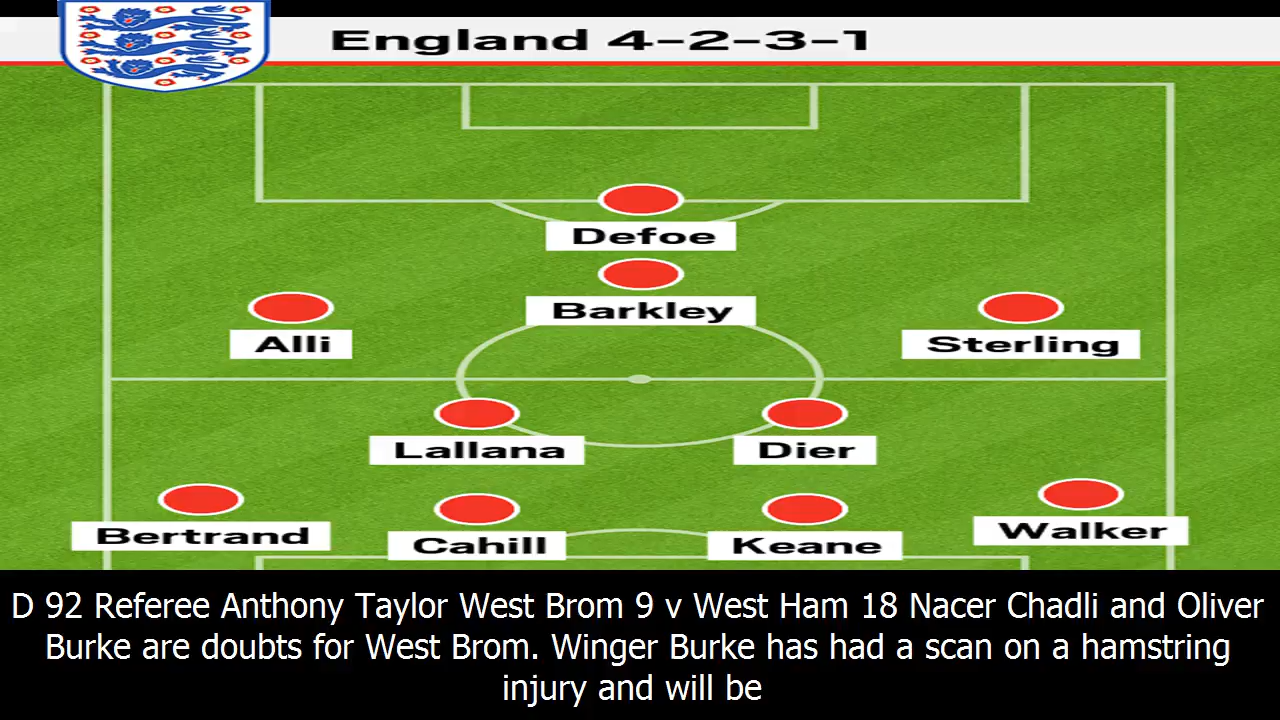 England 4-2-3-1
Defoe
Barkley
Alli
Sterling
Lallana
Dier
Bertrand
Cahill
Keane
Walker
D 92 Referee Anthony Taylor West Brom 9 v West Ham 18 Nacer Chadli and Oliver
Burke are doubts for West Brom. Winger Burke has had a scan on a hamstring
injury and will be